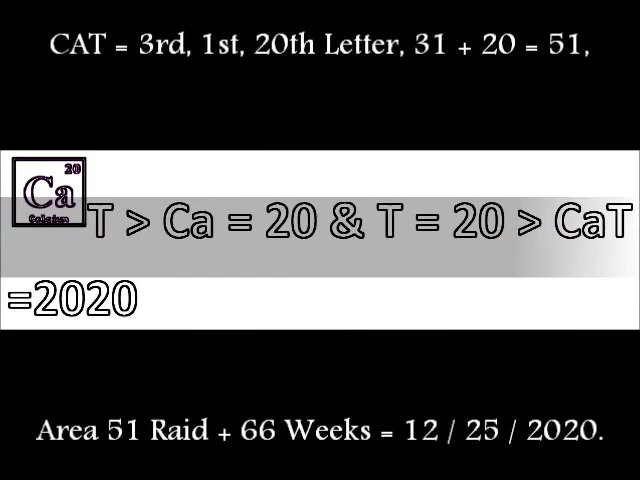 CAT = 3rd, 1st, 20th Letter, 31 + 20 = 51,
20
Ca
Calcium
T > Ca = 20 & T = 20 > CaT
=2020
Area 51 Raid + 66 Weeks = 12 / 25 / 2020.